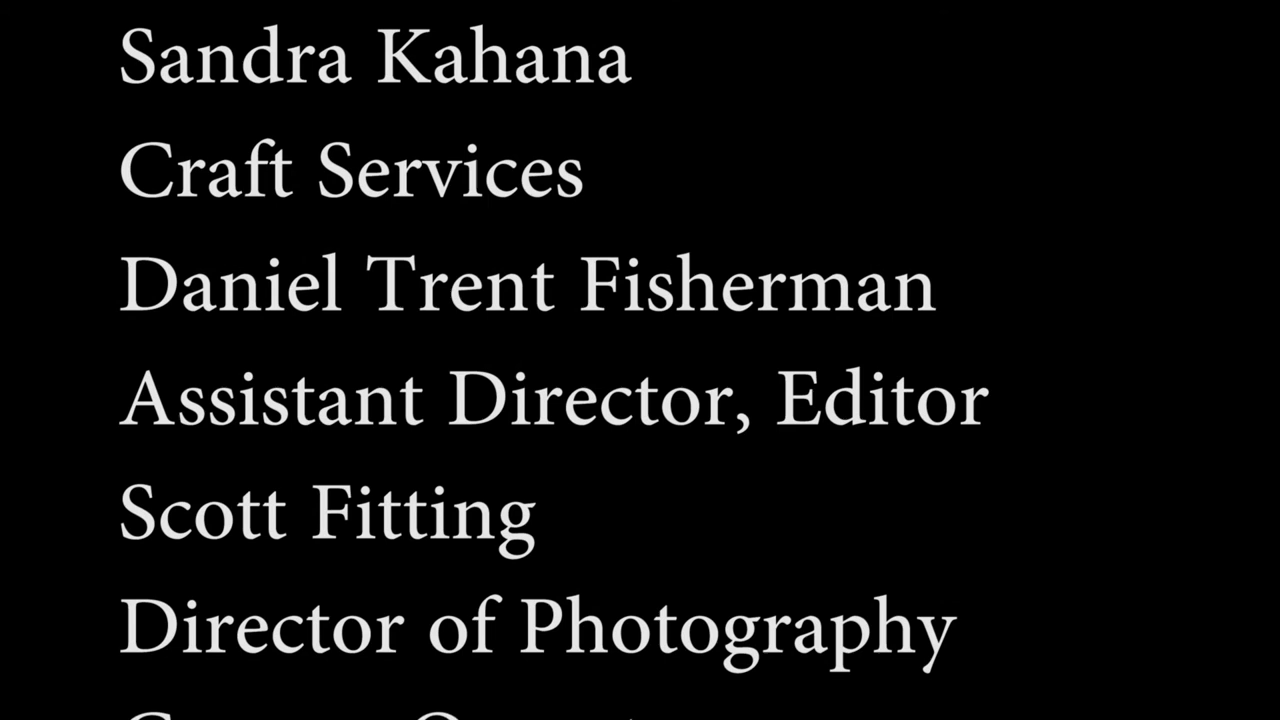 Sandra Kahana
Craft Services
Daniel Trent Fisherman
Assistant Director, Editor
Scott Fitting
Director of Photography